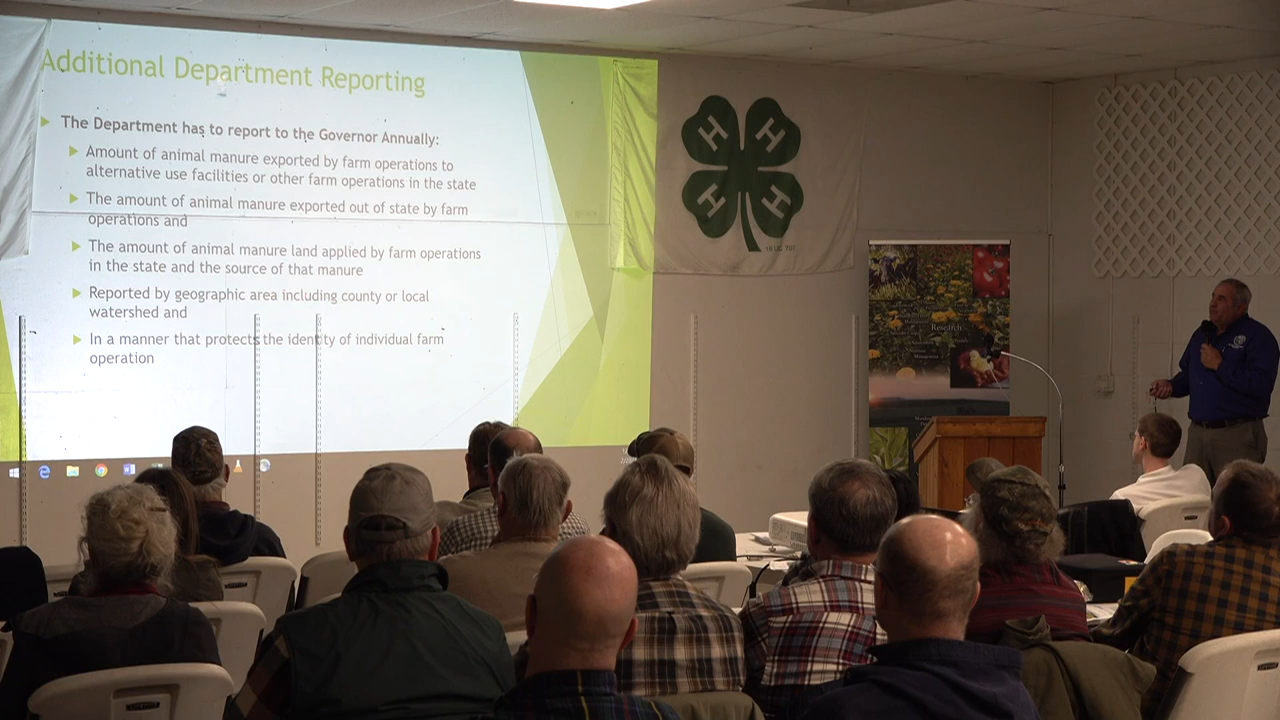 Additional Department Reporting
The Department has to report to the Governor Annually:
Amount of animal manure exported by farm operations to
alternative use facilities or other farm operations in the state
The amount of animal manure exported out of state by farm
operations and
The amount of animal manure land applied by farm operations
in the state and the source of that manure
Reported by geographic area including county or local
watershed and
In a manner that protects the identity of individual farm
operation
H H
H H
18 USC 707
Research